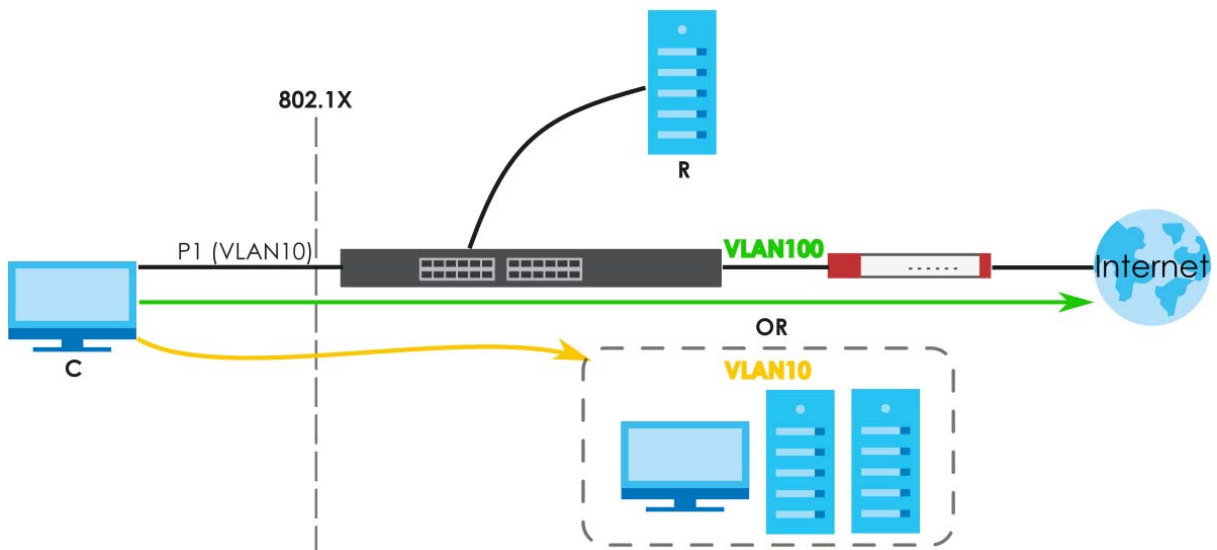 802.1X
R
P1 (VLAN10)
VLAN100
Internet
C
OR
VLAN10